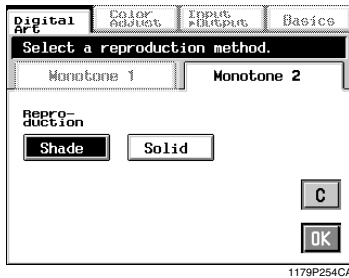 Digital Art
Color Adjust
Input ▸Output
Basics
Select a reproduction method.
Monotone 1
Monotone 2
Repro-
duction
Shade
Solid
C
OK
1179P254CA